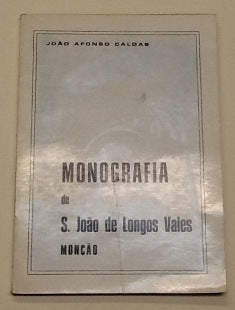 JOÃO AFONSO CALDAS
MONOGRAFIA
de
S. João de Longos Vales
MONÇÃO